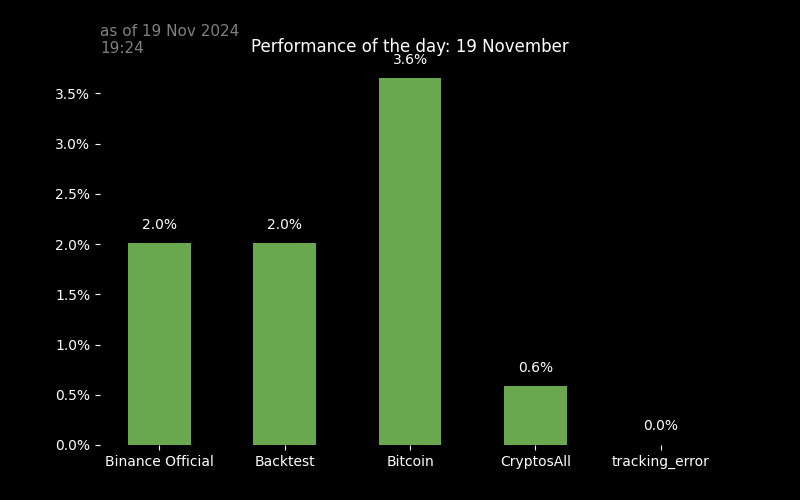 as of 19 Nov 2024
19:24
Performance of the day: 19 November
3.6%
3.5%
3.0%
2.5%
2.0%
2.0%
2.0%
1.5%
1.0%
0.6%
0.5%
0.0%
0.0%
Binance Official
Backtest
Bitcoin
CryptosAll
tracking_error